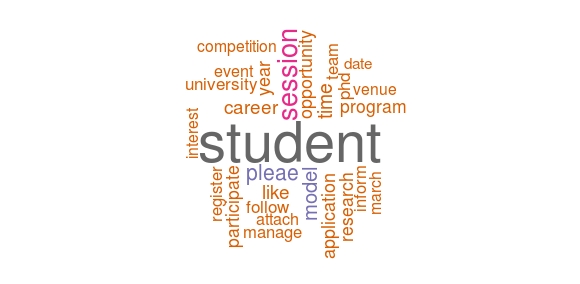 competition
session
opportunity
team
date
event
year
university
time
phd
venue
career
program
interest
student
pleae
model
register
participate
like
follow
attach
manage
application
research
inform
march